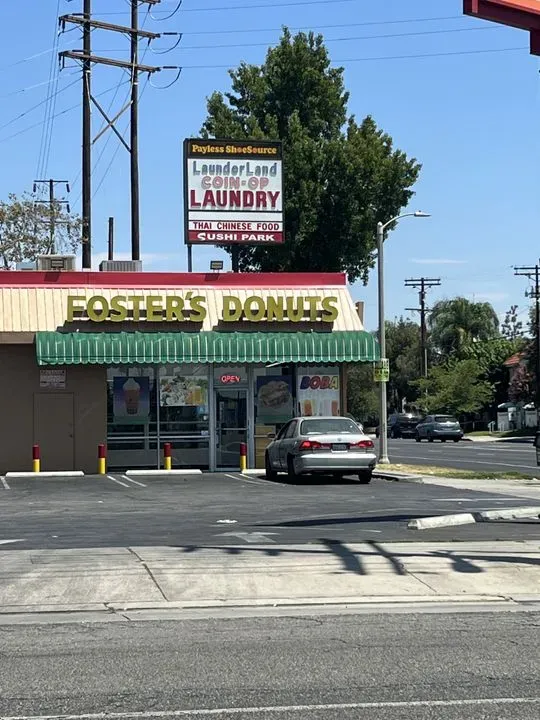 Payless ShoeSource
LaunderLand
COIN-OP
LAUNDRY
THAI CHINESE FOOD
SUSHI PARK
FOSTER'S DONUTS
OPEN
BOBA